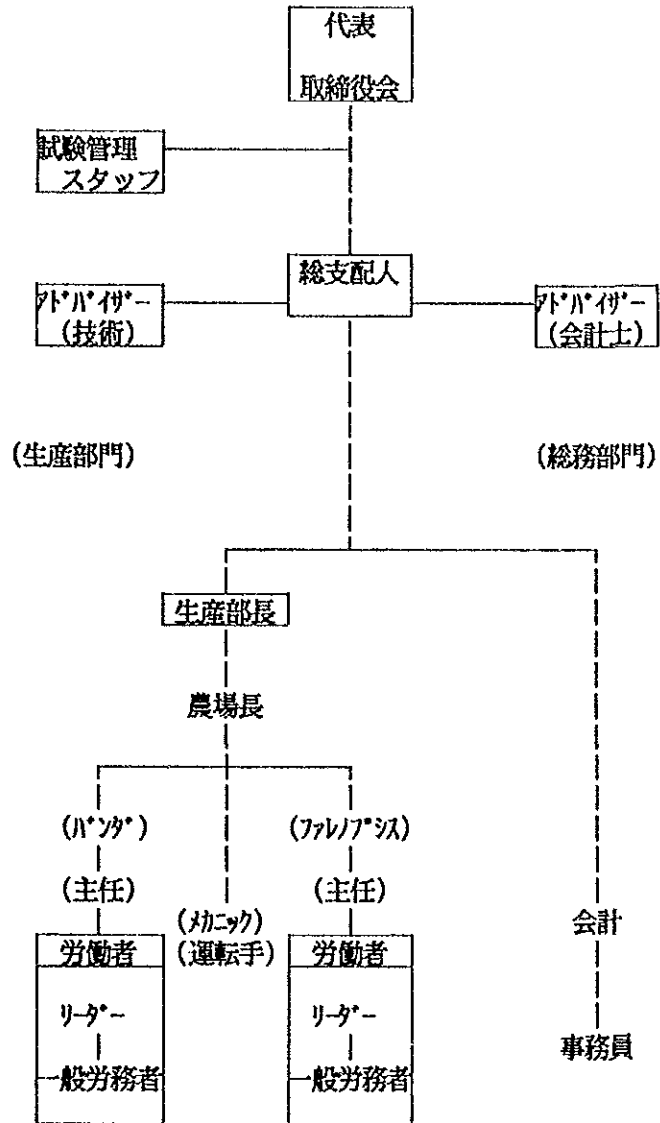 代表
取締役会
試験管理
スタッフ
総支配人
ｱﾄﾞﾊﾞｲｻﾞｰ
(技術)
ｱﾄﾞﾊﾞｲｻﾞｰ
(会計士)
(生産部門)
(総務部門)
生産部長
農場長
(ﾊﾞﾝﾀﾞ)
(ﾌｧﾚﾉﾌﾟｼｽ)
(主任)
(主任)
(ﾒｶﾆｯｸ)
(運転手)
会計
労働者
労働者
ﾘｰﾀﾞｰ
ﾘｰﾀﾞｰ
一般労務者
一般労務者
事務員